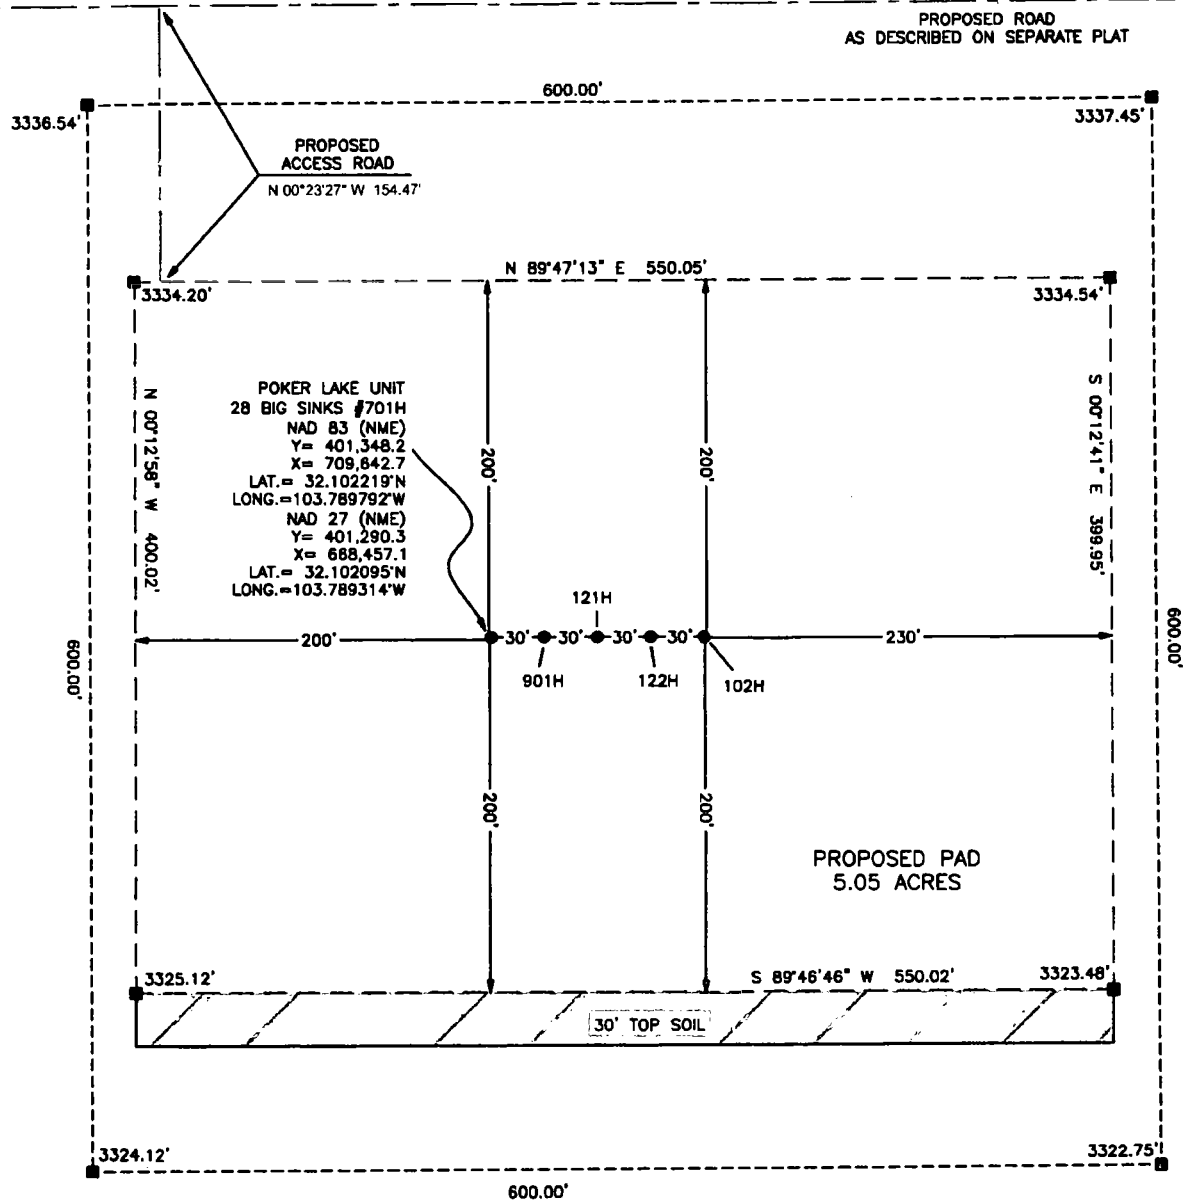 PROPOSED ROAD
AS DESCRIBED ON SEPARATE PLAT
600.00'
3336.54'
3337.45'
PROPOSED
ACCESS ROAD
N 00°23'27" W 154.47'
N 89°47'13" E 550.05'
3334.20'
3334.54'
N 00°12'58" W 400.02'
S 00°12'41" E 399.95'
POKER LAKE UNIT
28 BIG SINKS #701H
NAD 83 (NME)
Y= 401,348.2
X= 709,642.7
LAT.= 32.102219°N
LONG.=103.789792°W
NAD 27 (NME)
Y= 401,290.3
X= 668,457.1
LAT.= 32.102095°N
LONG.=103.789314°W
200'
200'
121H
200'
30'
30'
30'
30'
230'
901H
122H
102H
600.00'
600.00'
200'
200'
PROPOSED PAD
5.05 ACRES
3325.12'
S 89°46'46" W 550.02'
3323.48'
30' TOP SOIL
3324.12'
3322.75'
600.00'